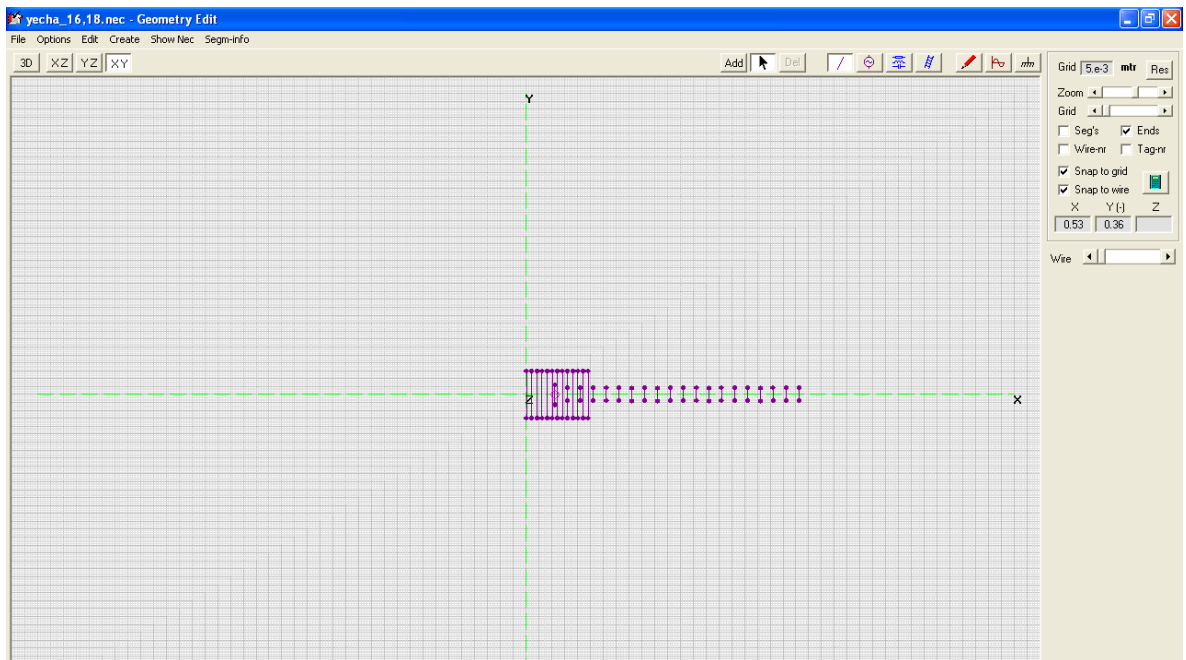 yecha_16,18.nec - Geometry Edit
File Options Edit Create Show Nec Segm-info
3D XZ YZ XY Add Del
Grid 5.e-3 mtr Res
Zoom
Grid
Seg's Ends
Wire-nr Tag-nr
Snap to grid
Snap to wire
X Y (-) Z
0.53 0.36
Wire
Y
Z
X